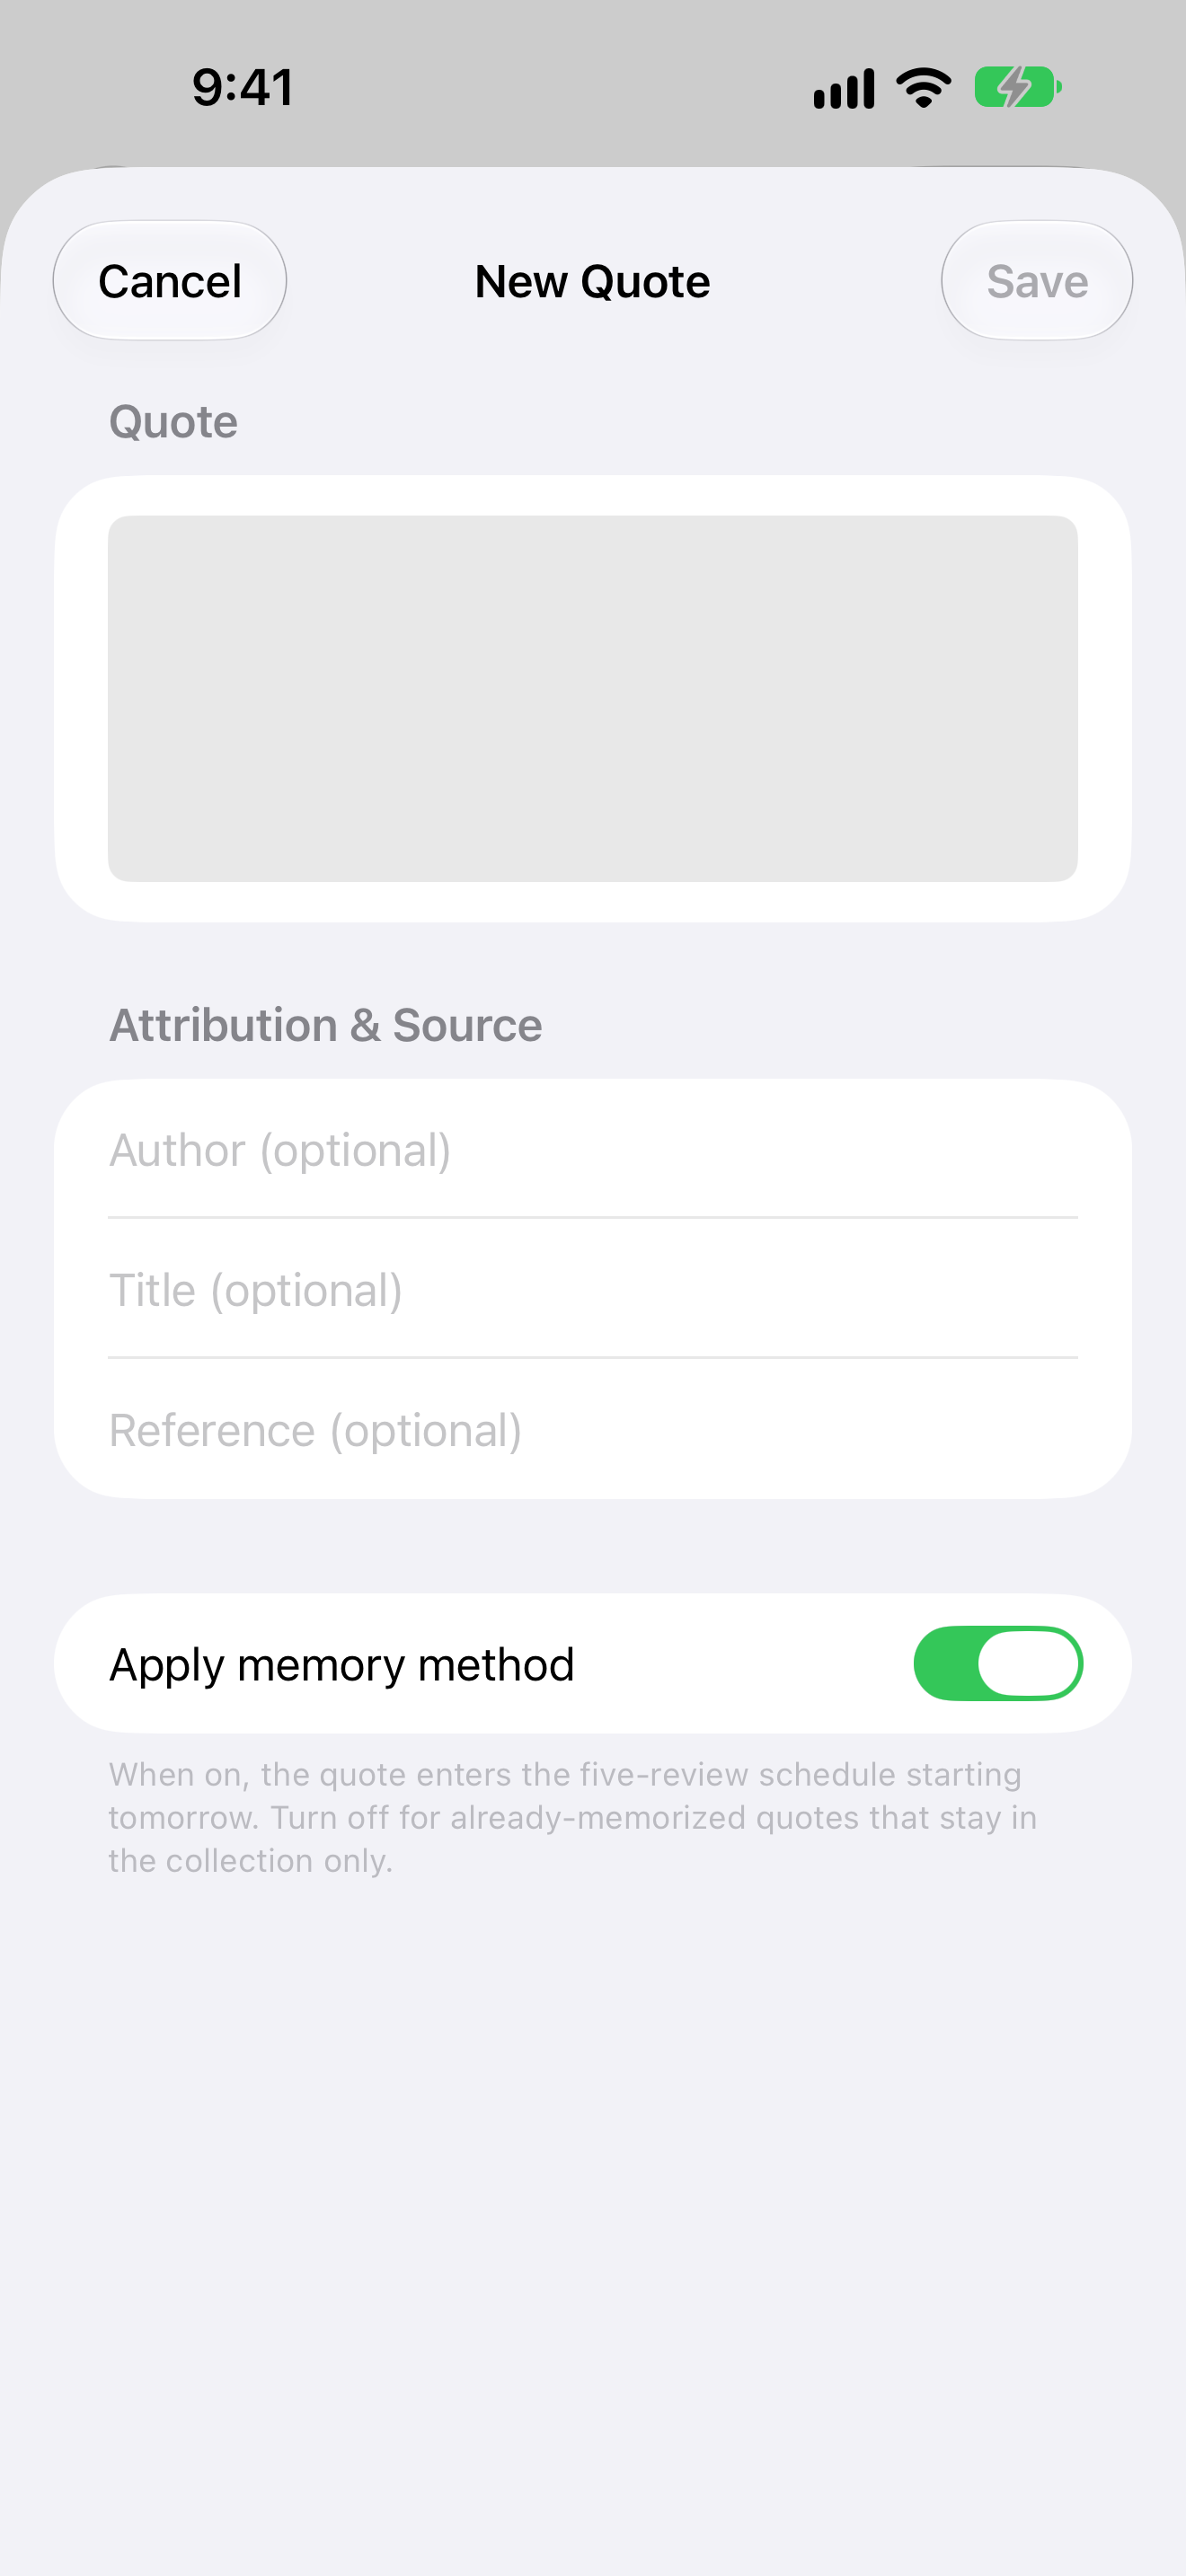 9:41
Cancel
New Quote
Save
Quote
Attribution & Source
Author (optional)
Title (optional)
Reference (optional)
Apply memory method
When on, the quote enters the five-review schedule starting
tomorrow. Turn off for already-memorized quotes that stay in
the collection only.